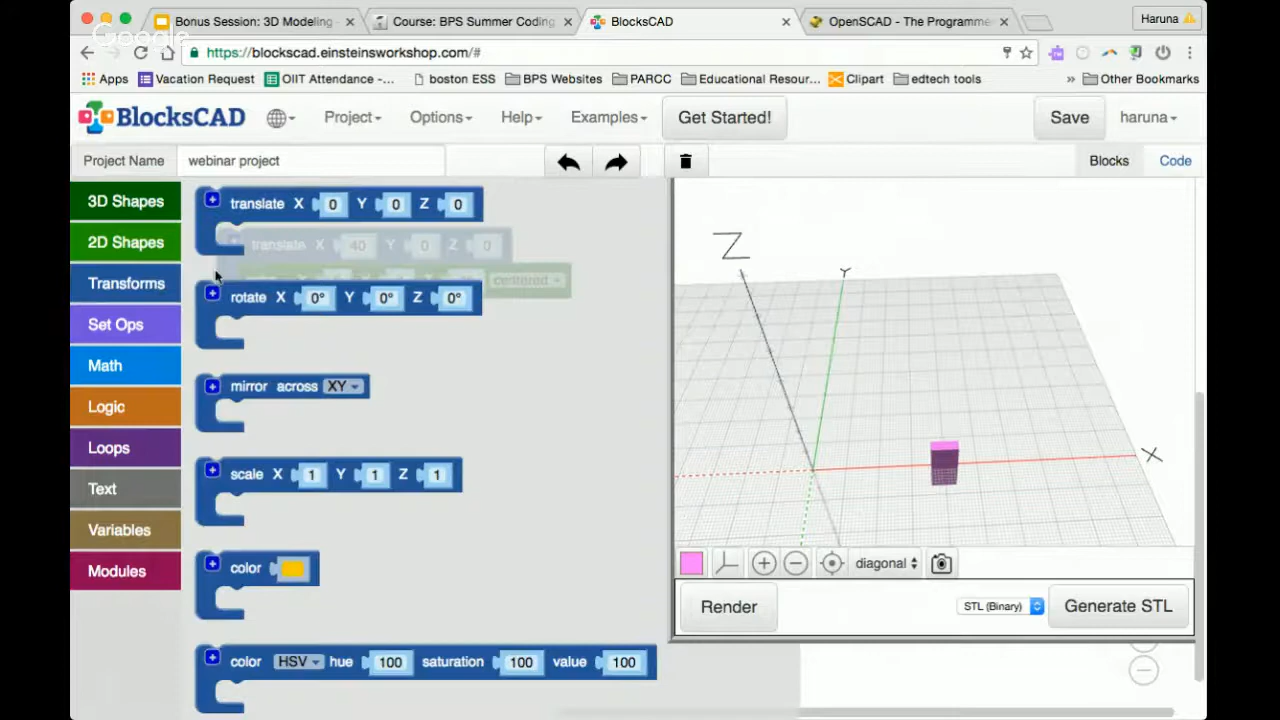 Bonus Session: 3D Modeling
Course: BPS Summer Coding
BlocksCAD
OpenSCAD - The Programme
Haruna
Google
https://blockscad.einsteinsworkshop.com/#
Apps
Vacation Request
OIIT Attendance -...
boston ESS
BPS Websites
PARCC
Educational Resour...
Clipart
edtech tools
»
Other Bookmarks
BlocksCAD
Project
Options
Help
Examples
Get Started!
Save
haruna
Project Name
webinar project
Blocks
Code
3D Shapes
2D Shapes
Transforms
Set Ops
Math
Logic
Loops
Text
Variables
Modules
translate X 0 Y 0 Z 0
translate X 40 Y 0 Z 0
centered
rotate X 0° Y 0° Z 0°
mirror across XY
scale X 1 Y 1 Z 1
color
color HSV hue 100 saturation 100 value 100
Z
Y
X
diagonal
Render
STL (Binary)
Generate STL